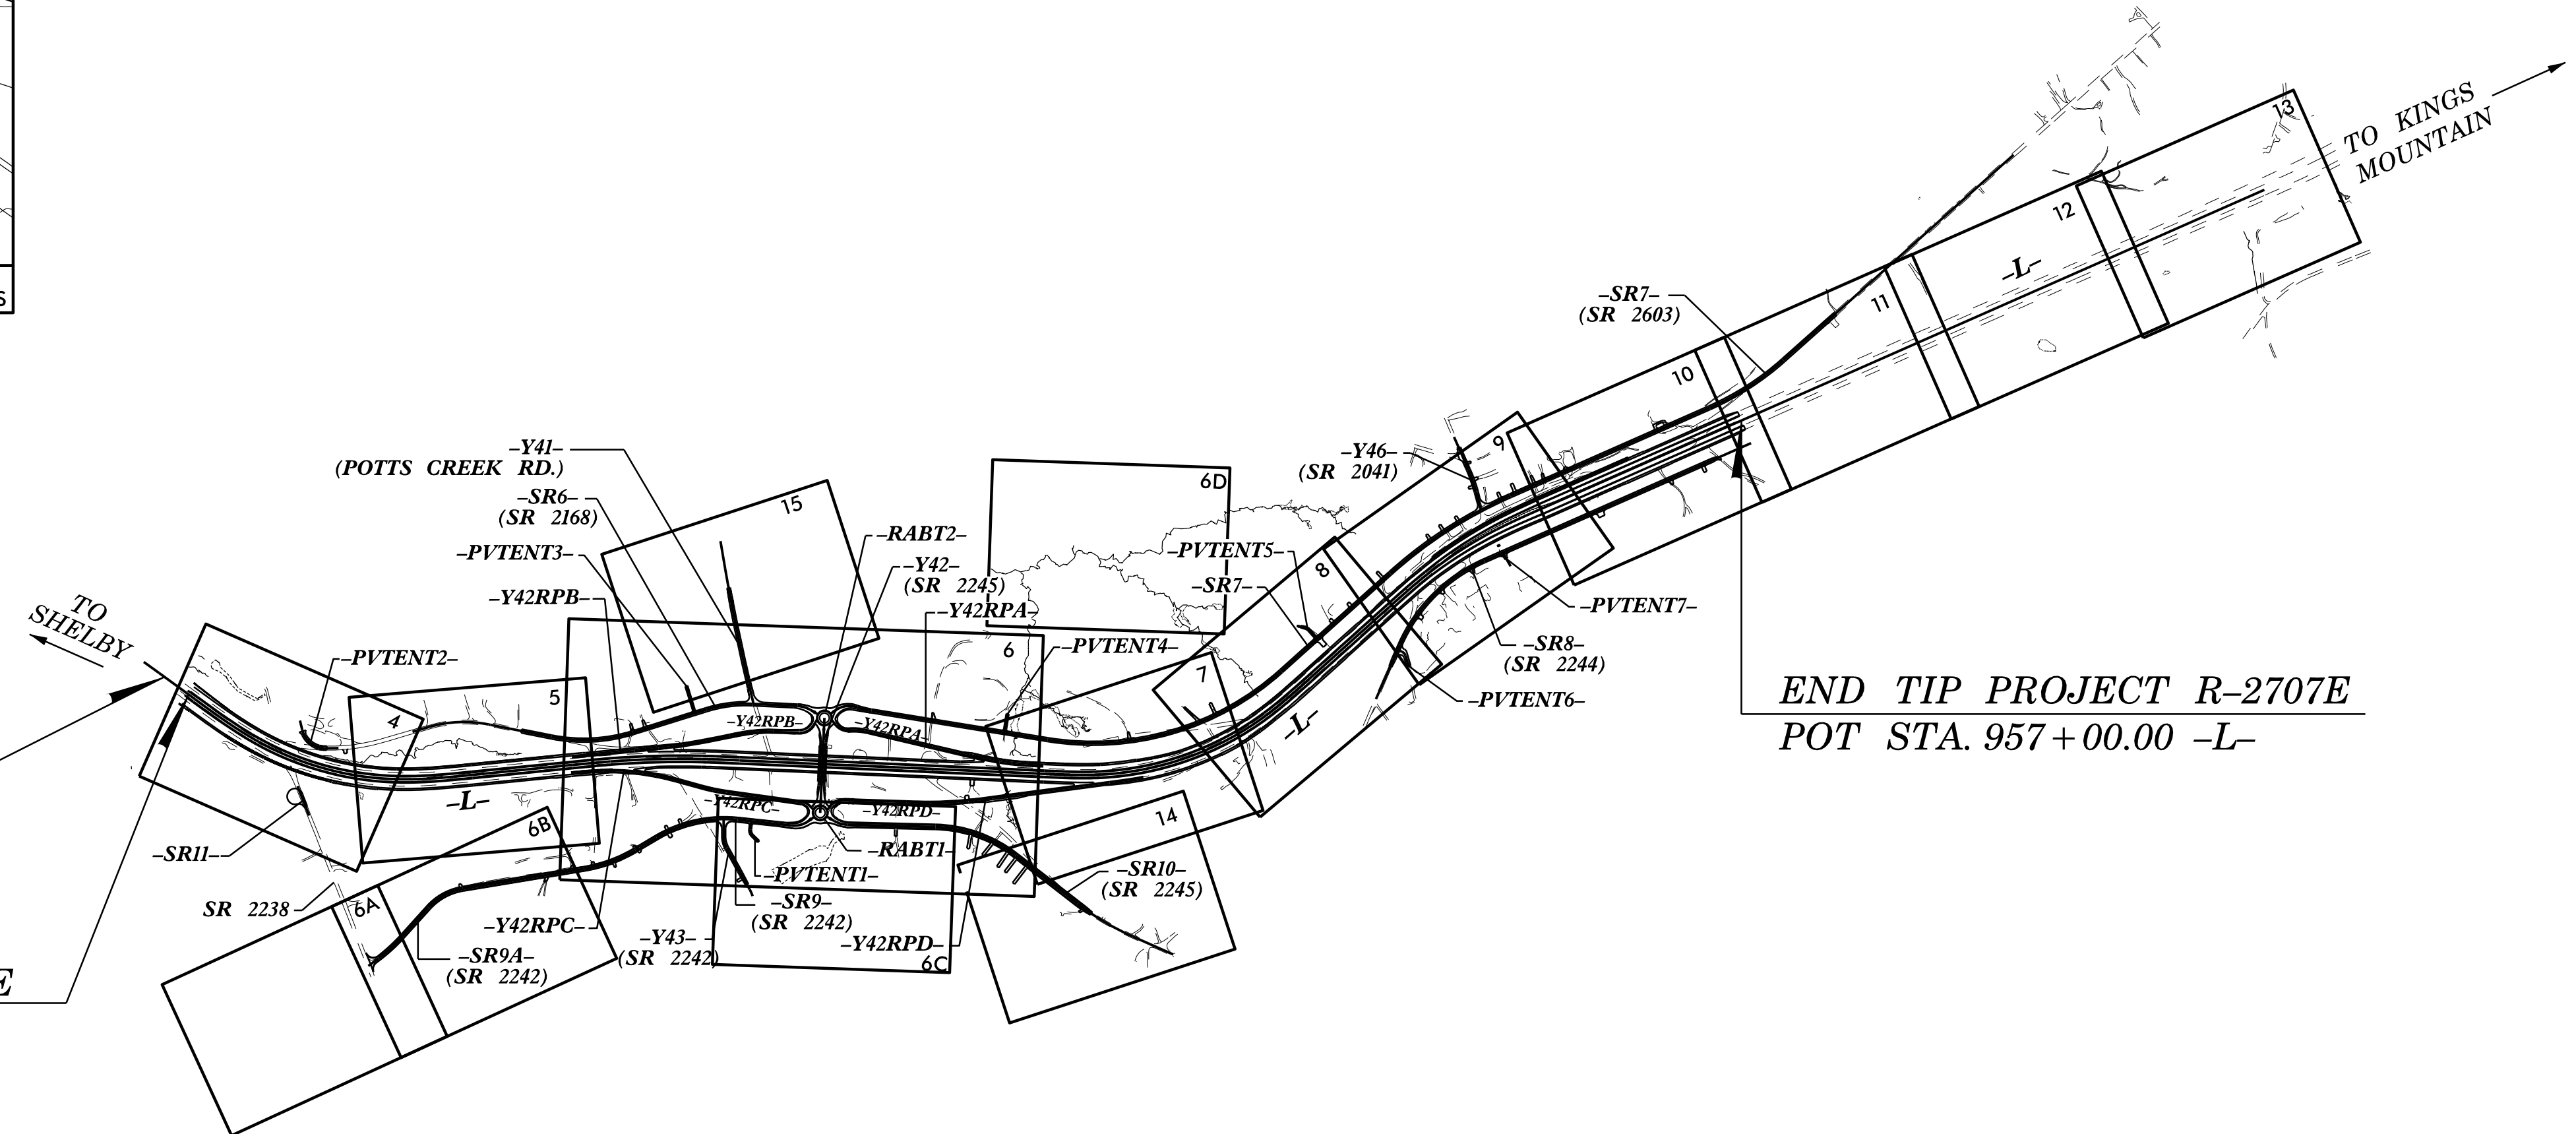 S
13
TO KINGS
MOUNTAIN
12
–L–
11
–SR7–
(SR 2603)
10
9
–Y46–
(SR 2041)
–Y41–
(POTTS CREEK RD.)
–SR6–
(SR 2168)
–PVTENT3–
–Y42RPB–
15
–RABT2–
–Y42–
(SR 2245)
–Y42RPA–
6D
–PVTENT5–
–SR7–
8
–PVTENT7–
–SR8–
(SR 2244)
–PVTENT6–
–PVTENT4–
6
7
TO
SHELBY
–PVTENT2–
4
5
–Y42RPB–
–Y42RPA–
–L–
END TIP PROJECT R–2707E
POT STA. 957+00.00 –L–
–L–
–Y42RPC–
–Y42RPD–
6B
14
–SR11–
–RABT1–
–PVTENT1–
–SR10–
(SR 2245)
SR 2238
6A
–SR9–
(SR 2242)
–Y42RPC–
–Y43–
(SR 2242)
–Y42RPD–
–SR9A–
(SR 2242)
6C
E